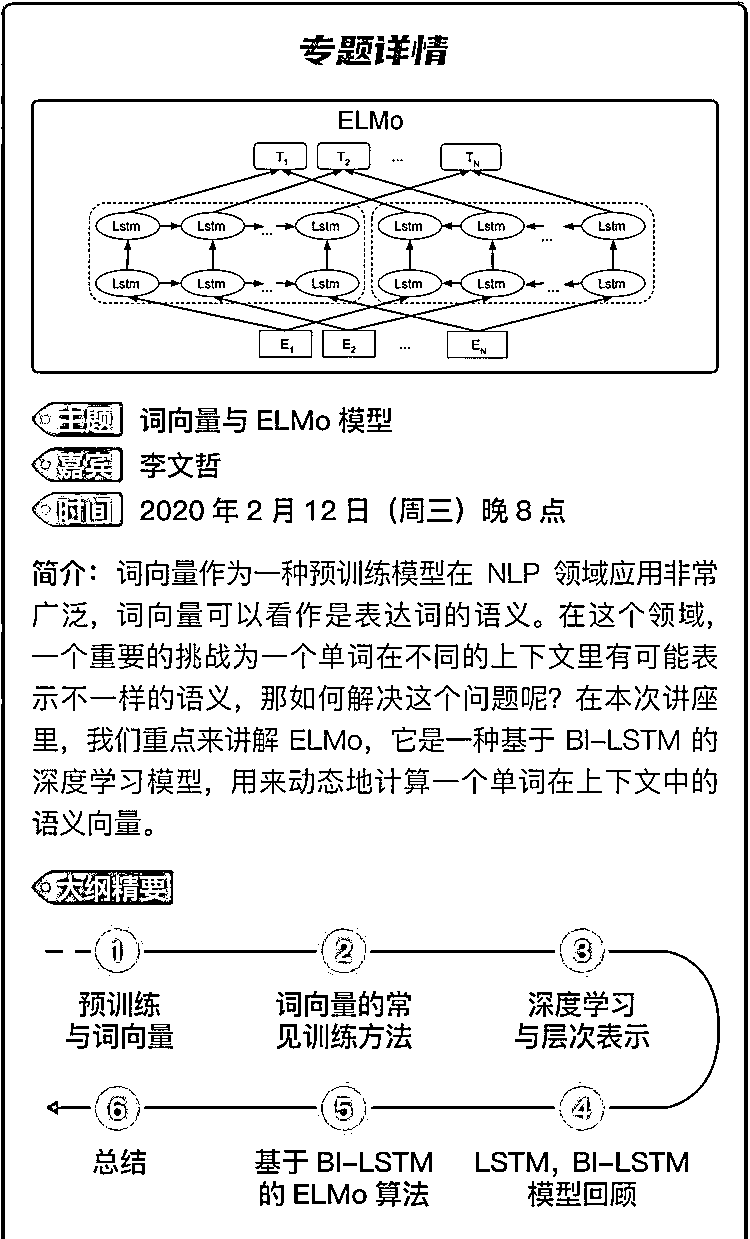 专题详情
ELMo
T1 T2 ... TN
Lstm Lstm ... Lstm Lstm Lstm ... Lstm
Lstm Lstm ... Lstm Lstm Lstm ... Lstm
E1 E2 ... EN
主题 词向量与 ELMo 模型
嘉宾 李文哲
时间 2020 年 2 月 12 日（周三）晚 8 点
简介：词向量作为一种预训练模型在 NLP 领域应用非常
广泛，词向量可以看作是表达词的语义。在这个领域，
一个重要的挑战为一个单词在不同的上下文里有可能表
示不一样的语义，那如何解决这个问题呢？在本次讲座
里，我们重点来讲解 ELMo，它是一种基于 BI-LSTM 的
深度学习模型，用来动态地计算一个单词在上下文中的
语义向量。
大纲精要
① 预训练
与词向量
② 词向量的常
见训练方法
③ 深度学习
与层次表示
④ LSTM，BI-LSTM
模型回顾
⑤ 基于 BI-LSTM
的 ELMo 算法
⑥ 总结